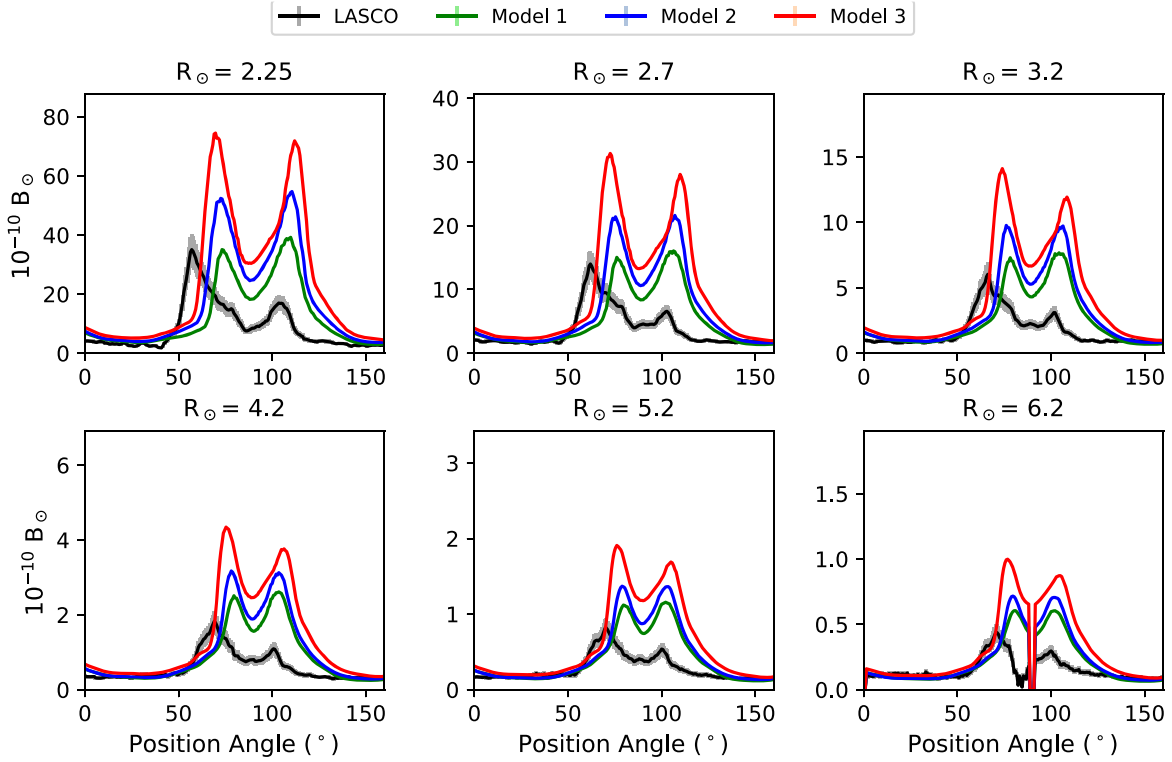 LASCO Model 1 Model 2 Model 3
R⊙= 2.25 R⊙= 2.7 R⊙= 3.2
10⁻¹⁰ B⊙
80
60
40
20
0
0 50 100 150
40
30
20
10
0
0 50 100 150
15
10
5
0
0 50 100 150
R⊙= 4.2 R⊙= 5.2 R⊙= 6.2
10⁻¹⁰ B⊙
6
4
2
0
0 50 100 150
Position Angle (°)
3
2
1
0
0 50 100 150
Position Angle (°)
1.5
1.0
0.5
0.0
0 50 100 150
Position Angle (°)